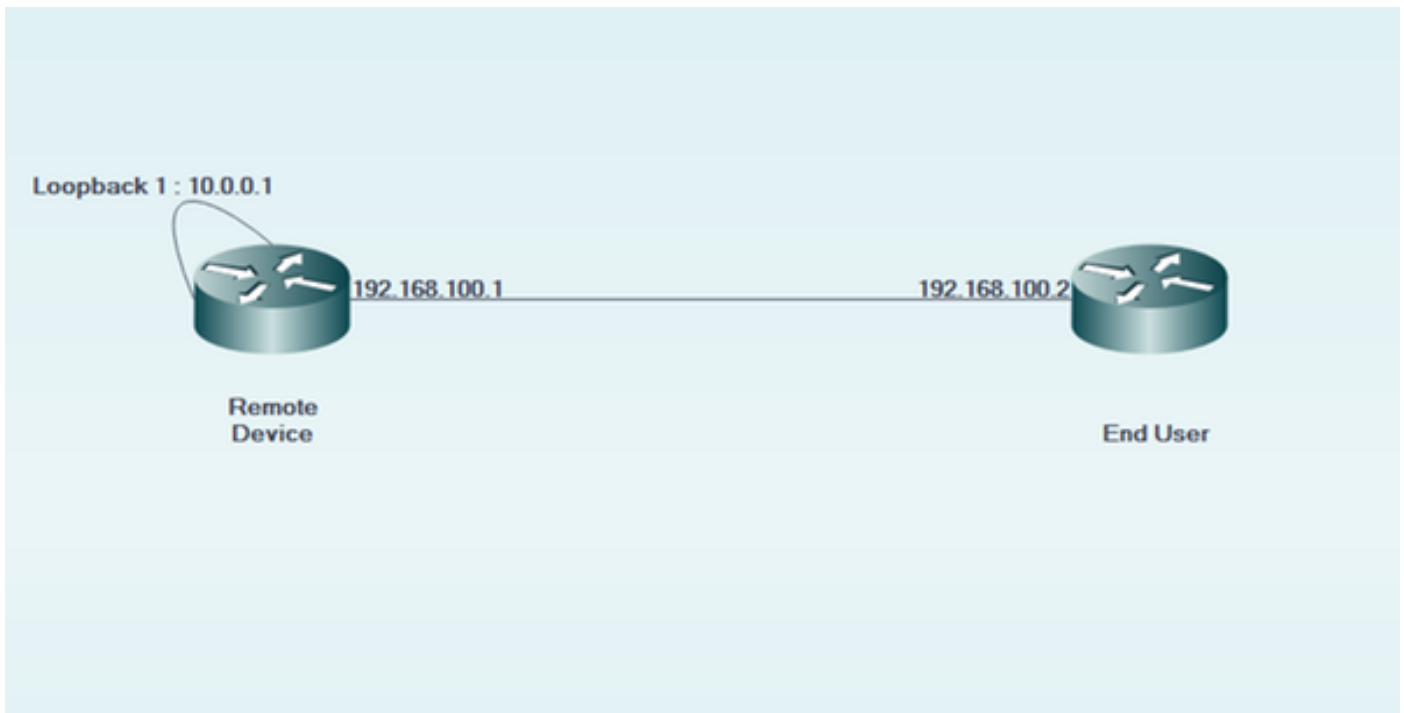 Loopback 1 : 10.0.0.1
192.168.100.1
192.168.100.2
Remote
Device
End User